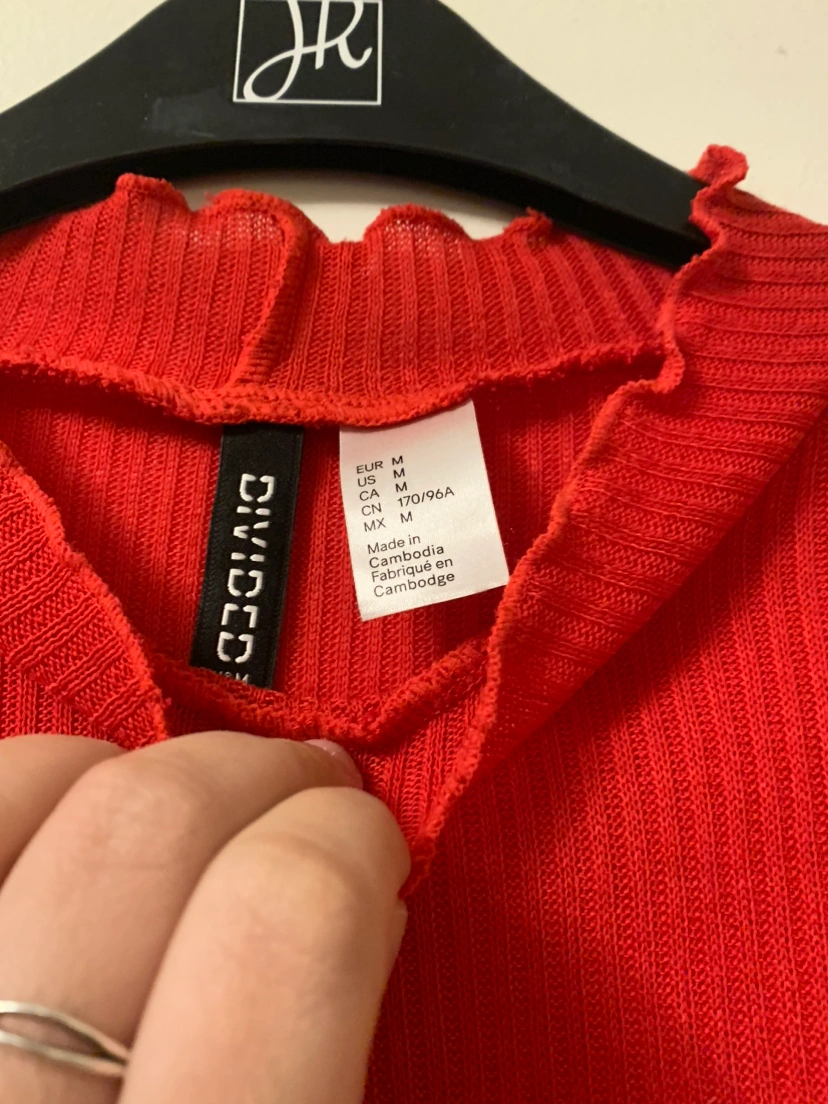 JR
DIVIDED
EUR M
US M
CA M
CN 170/96A
MX M
Made in
Cambodia
Fabriqué en
Cambodge